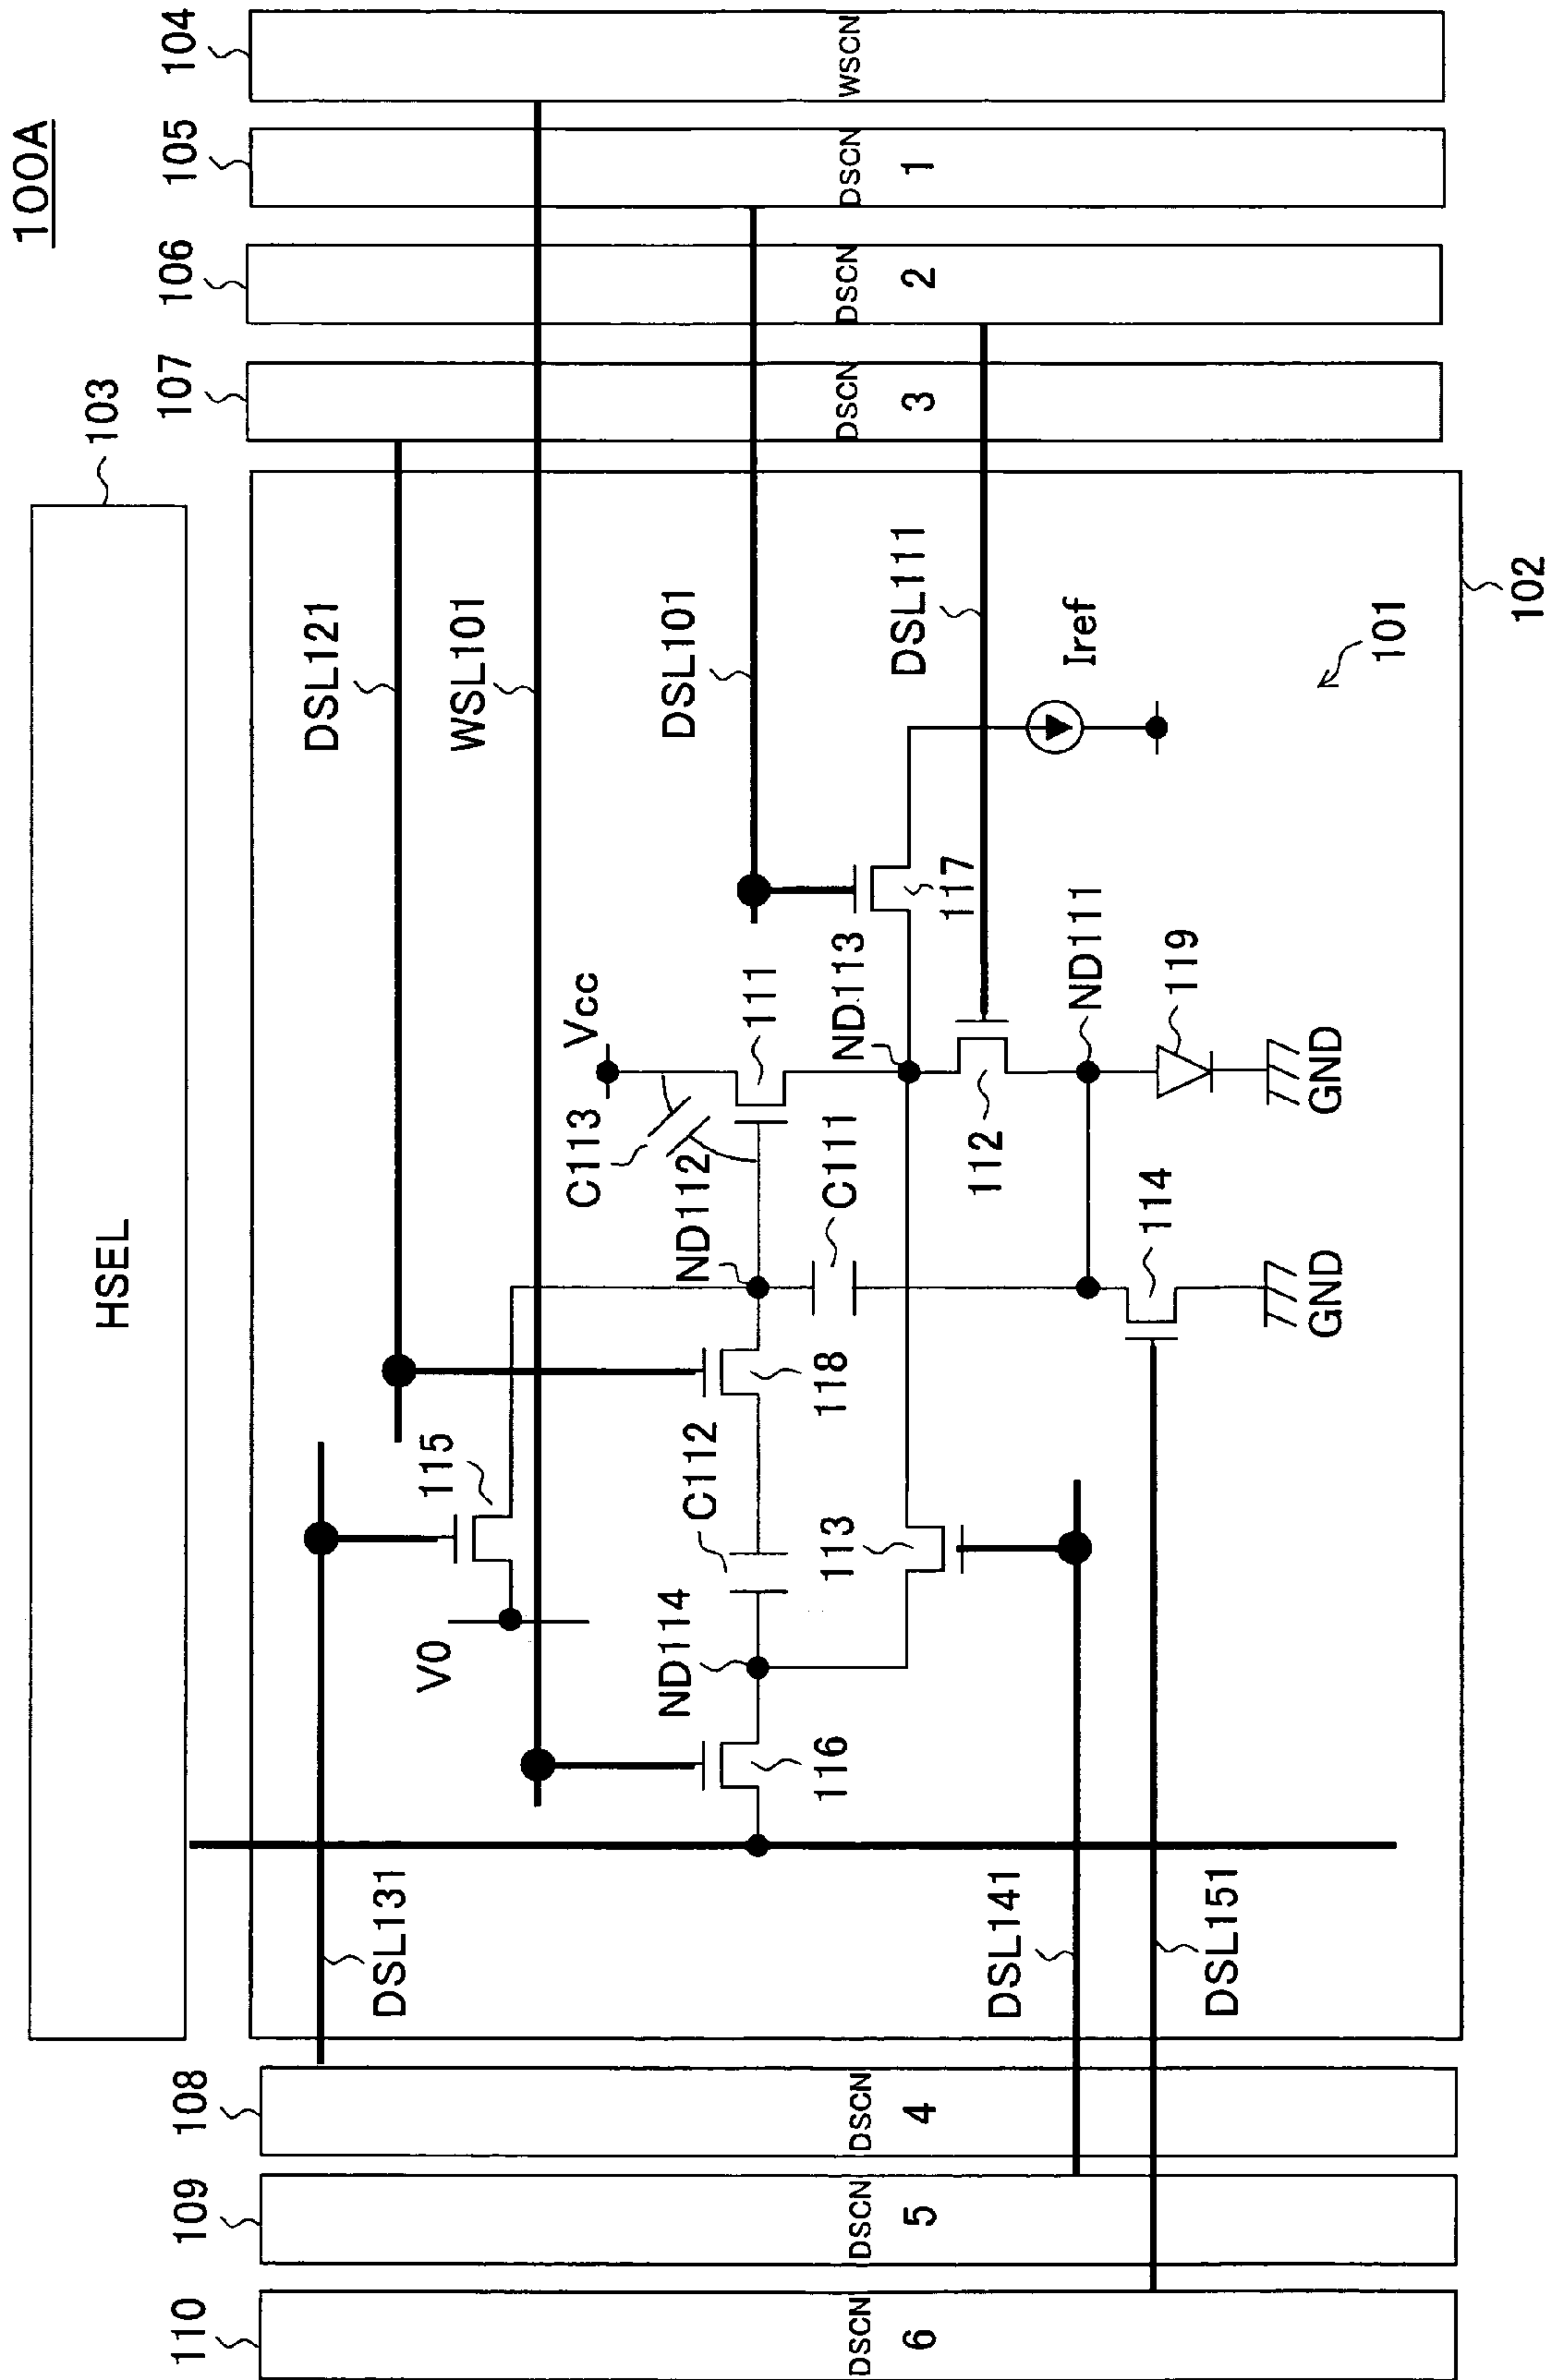 100A
HSEL
103
110
109
108
107
106
105
104
DSCN
6
DSCN
5
DSCN
4
DSCN
3
DSCN
2
DSCN
1
WSCN
DSL131
DSL121
WSL101
115
V0
DSL101
Vcc
C113
ND112
111
ND114
C112
118
C111
116
113
ND113
117
DSL111
112
DSL141
114
ND111
Iref
119
DSL151
GND
GND
101
102